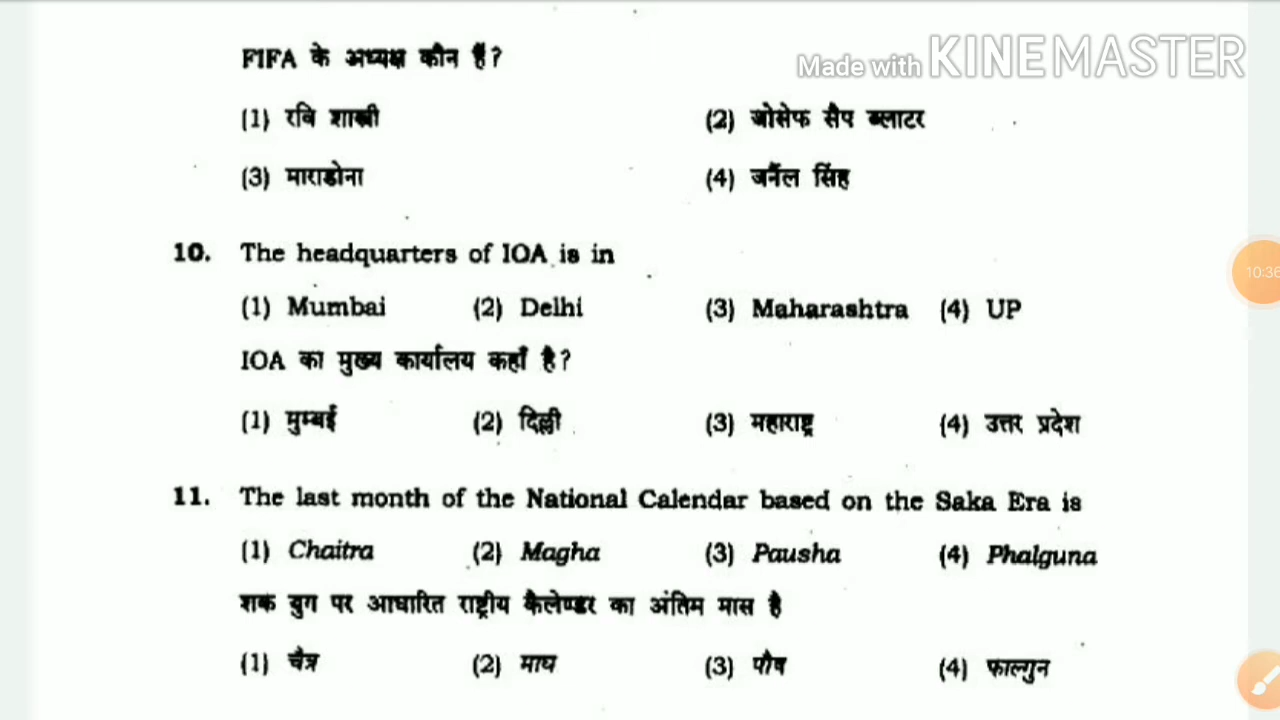 Made with KINEMASTER
FIFA के अध्यक्ष कौन हैं?
(1) रवि शास्त्री (2) जोसेफ सैप ब्लाटर
(3) माराडोना (4) जर्नैल सिंह
10. The headquarters of IOA is in
(1) Mumbai (2) Delhi (3) Maharashtra (4) UP
IOA का मुख्य कार्यालय कहाँ है?
(1) मुम्बई (2) दिल्ली (3) महाराष्ट्र (4) उत्तर प्रदेश
11. The last month of the National Calendar based on the Saka Era is
(1) Chaitra (2) Magha (3) Pausha (4) Phalguna
शक युग पर आधारित राष्ट्रीय कैलेण्डर का अंतिम मास है
(1) चैत्र (2) माघ (3) पौष (4) फाल्गुन
10:36